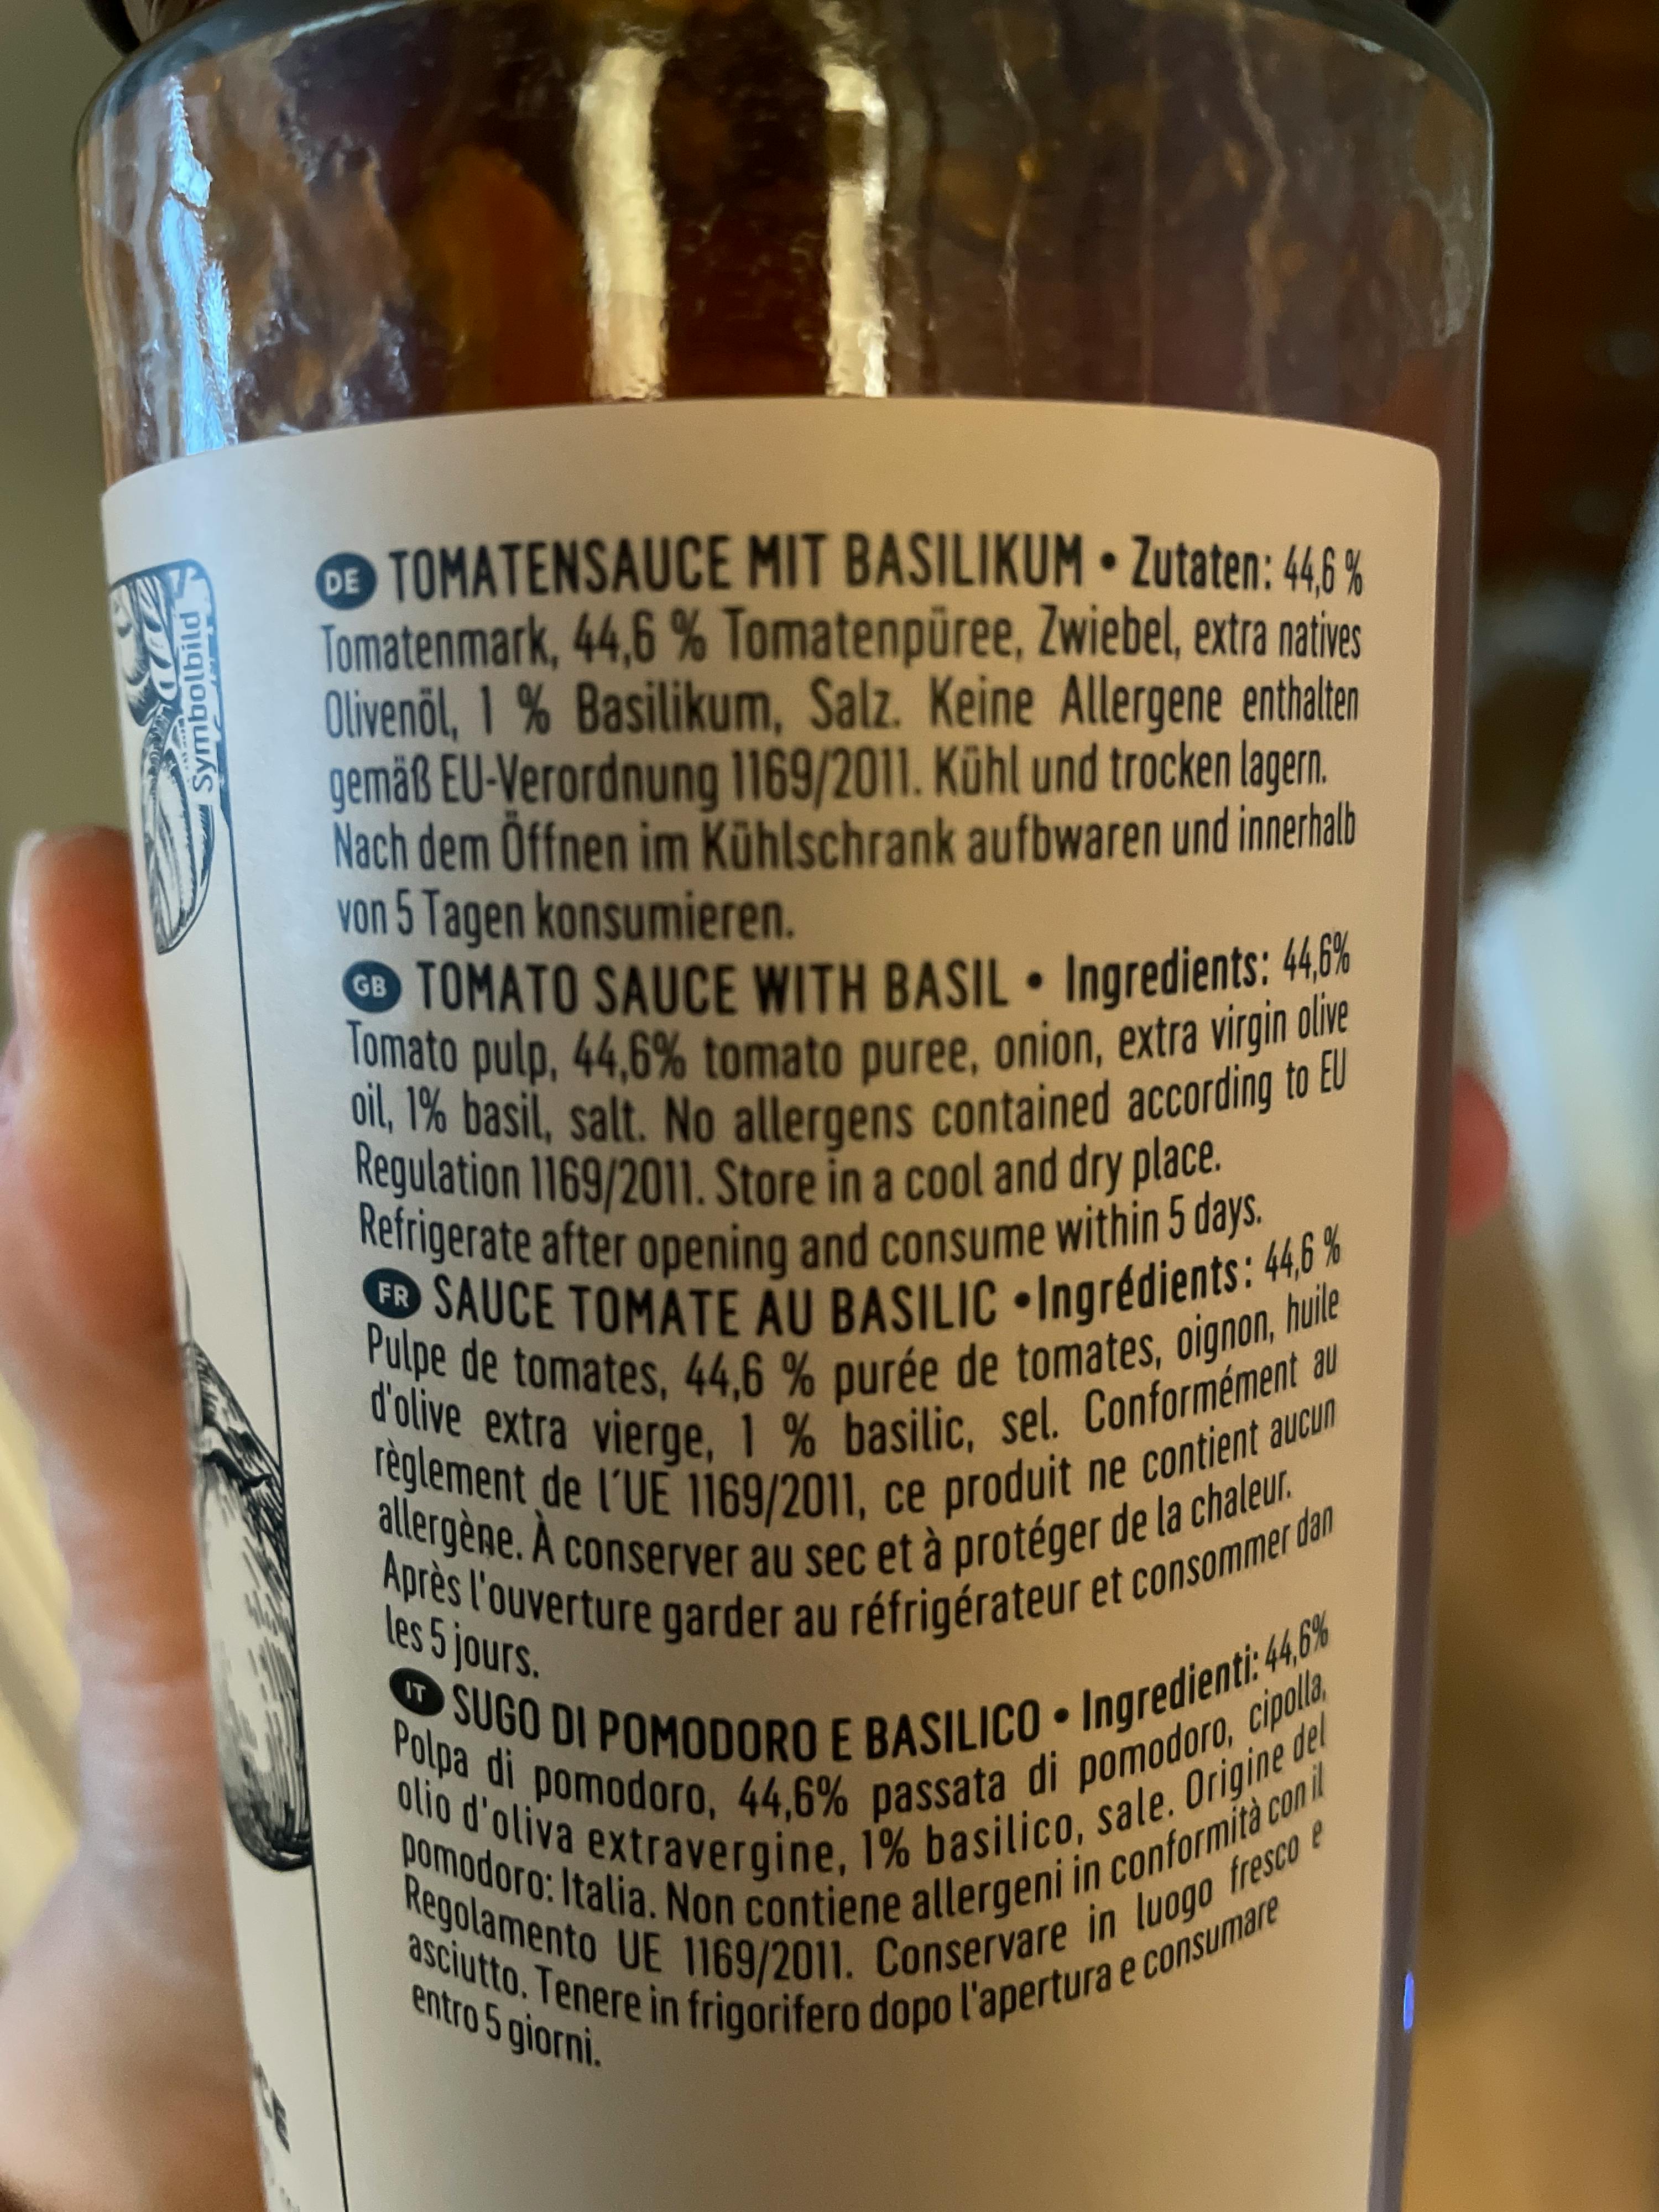 Symbolbild
DE TOMATENSAUCE MIT BASILIKUM • Zutaten: 44,6 %
Tomatenmark, 44,6 % Tomatenpüree, Zwiebel, extra natives
Olivenöl, 1 % Basilikum, Salz. Keine Allergene enthalten
gemäß EU-Verordnung 1169/2011. Kühl und trocken lagern.
Nach dem Öffnen im Kühlschrank aufbwaren und innerhalb
von 5 Tagen konsumieren.
GB TOMATO SAUCE WITH BASIL • Ingredients: 44,6%
Tomato pulp, 44,6% tomato puree, onion, extra virgin olive
oil, 1% basil, salt. No allergens contained according to EU
Regulation 1169/2011. Store in a cool and dry place.
Refrigerate after opening and consume within 5 days.
FR SAUCE TOMATE AU BASILIC •Ingrédients: 44,6 %
Pulpe de tomates, 44,6 % purée de tomates, oignon, huile
d'olive extra vierge, 1 % basilic, sel. Conformément au
règlement de l´UE 1169/2011, ce produit ne contient aucun
allergène. À conserver au sec et à protéger de la chaleur.
Après l'ouverture garder au réfrigérateur et consommer dan
les 5 jours.
IT SUGO DI POMODORO E BASILICO • Ingredienti: 44,6%
Polpa di pomodoro, 44,6% passata di pomodoro, cipolla,
olio d'oliva extravergine, 1% basilico, sale. Origine del
pomodoro: Italia. Non contiene allergeni in conformità con il
Regolamento UE 1169/2011. Conservare in luogo fresco e
asciutto. Tenere in frigorifero dopo l'apertura e consumare
entro 5 giorni.